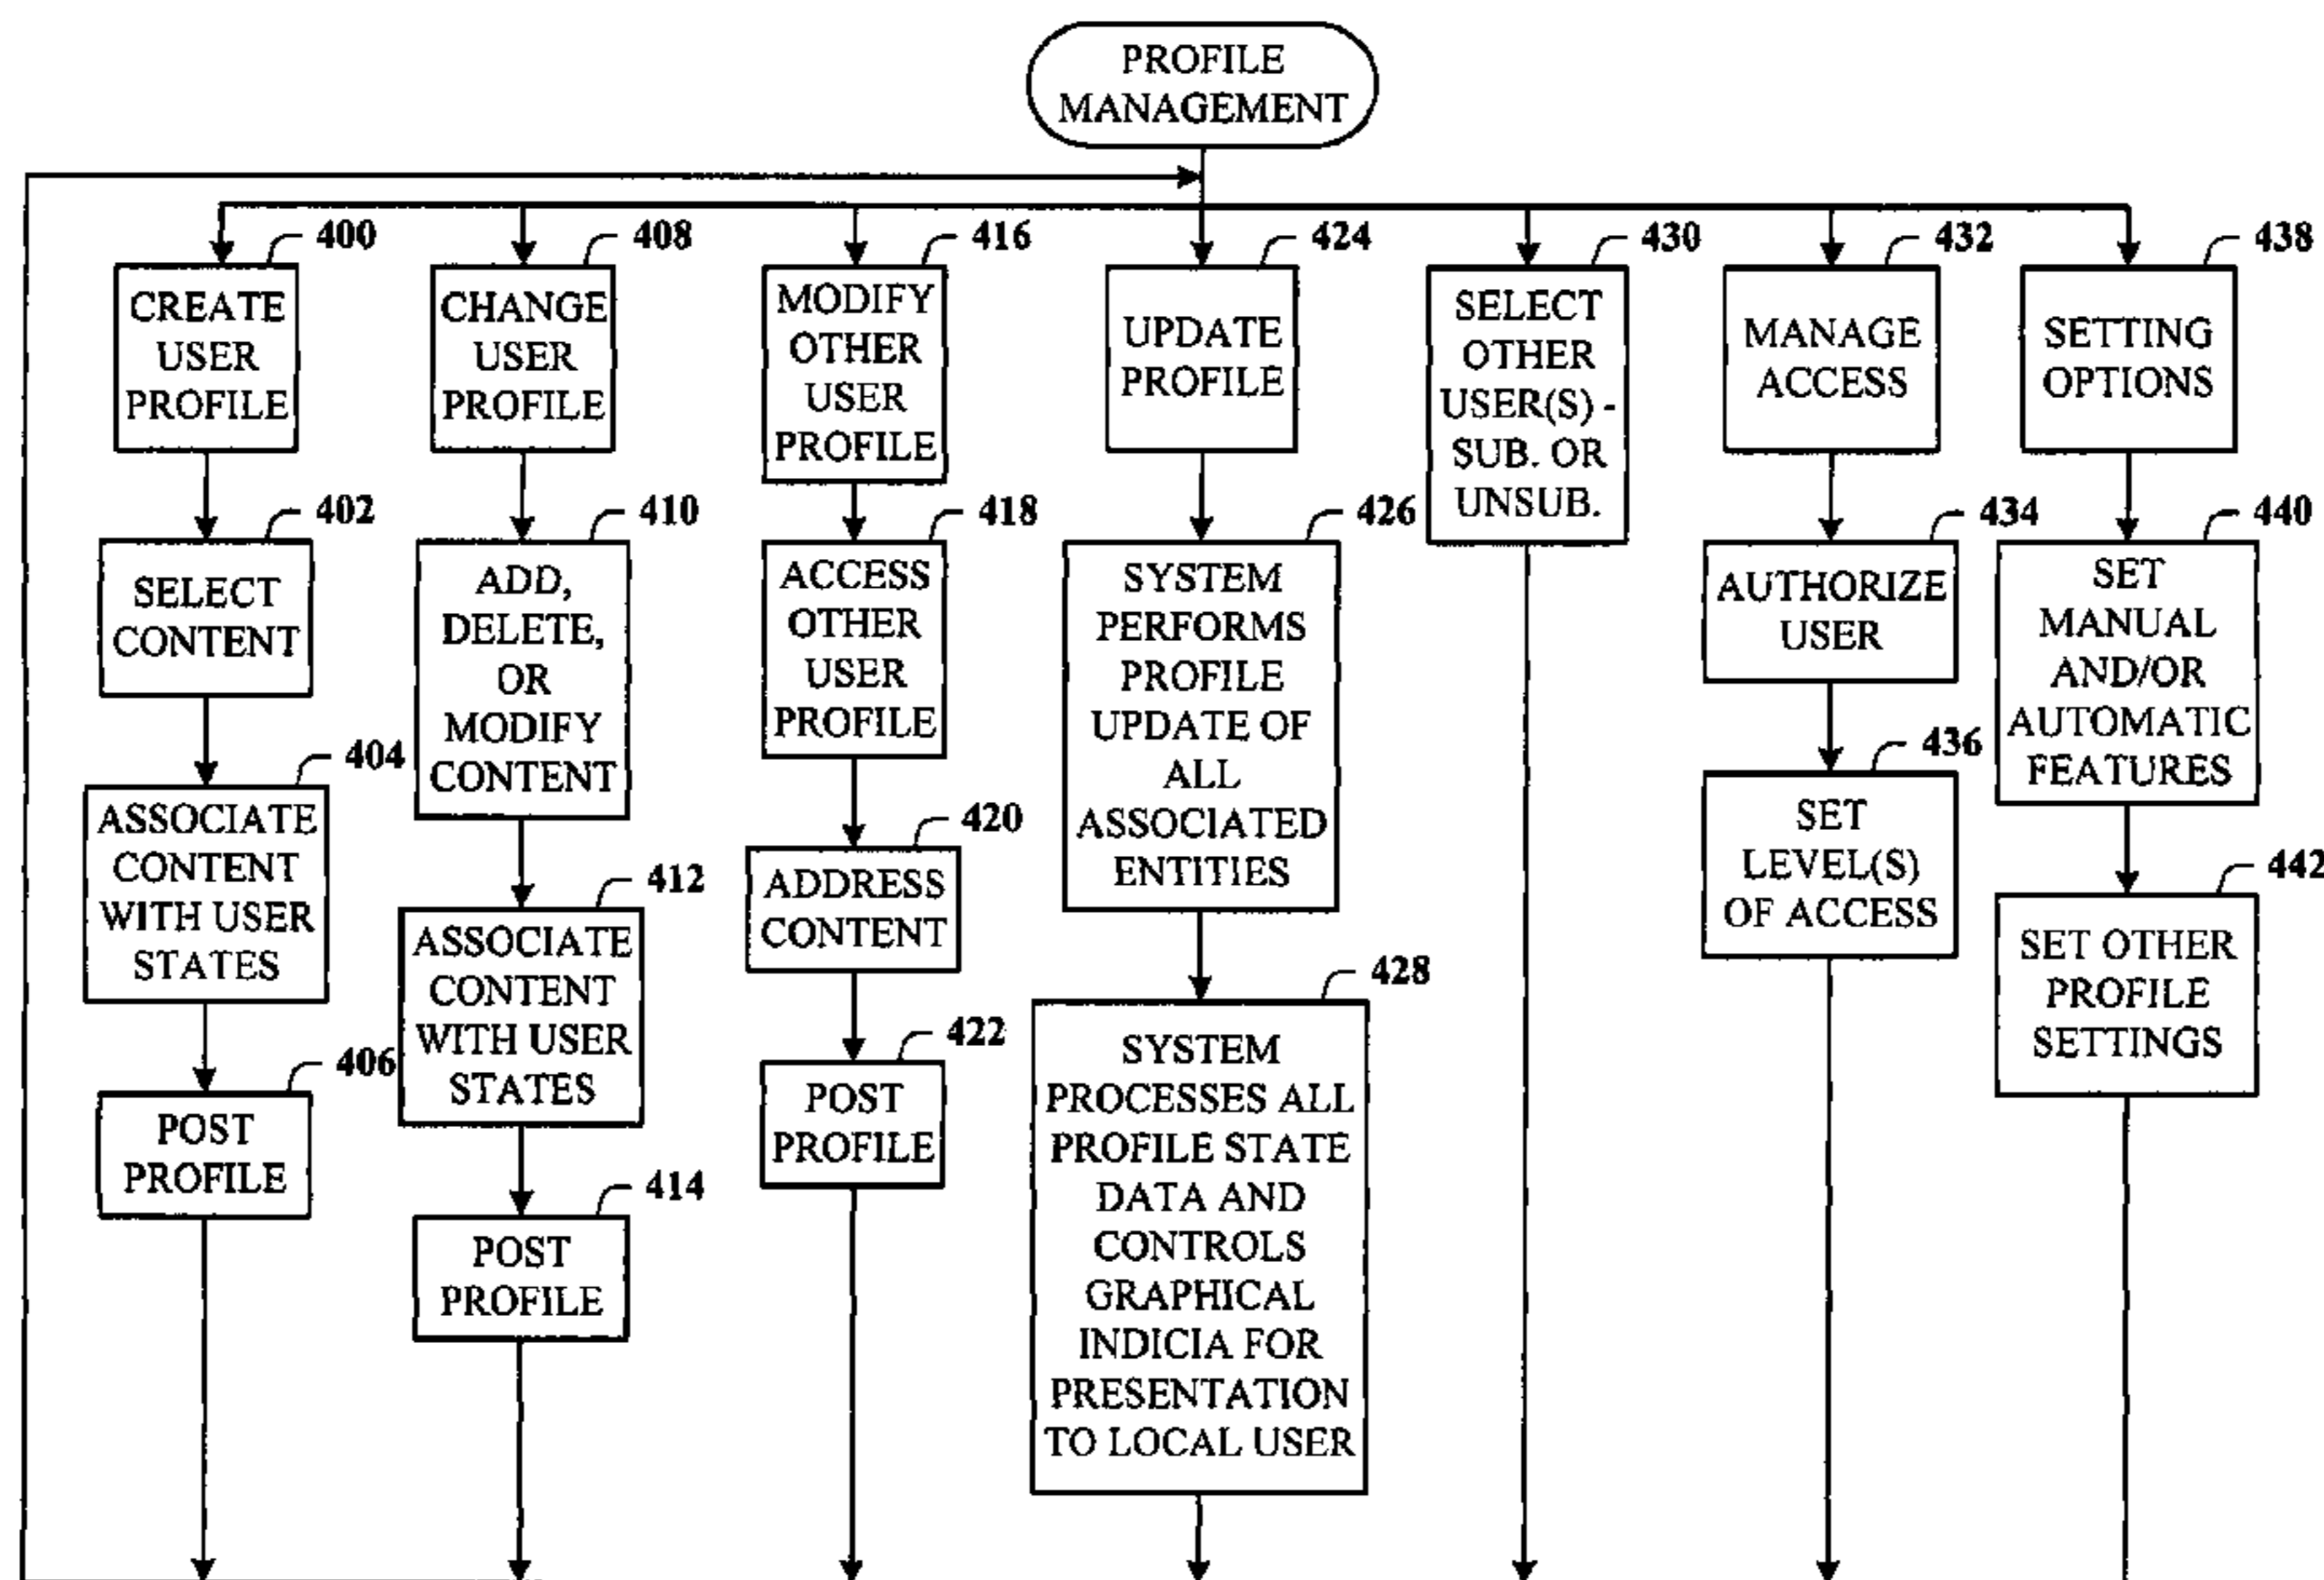 PROFILE
MANAGEMENT
400
CREATE
USER
PROFILE
402
SELECT
CONTENT
404
ASSOCIATE
CONTENT
WITH USER
STATES
406
POST
PROFILE
408
CHANGE
USER
PROFILE
410
ADD,
DELETE,
OR
MODIFY
CONTENT
412
ASSOCIATE
CONTENT
WITH USER
STATES
414
POST
PROFILE
416
MODIFY
OTHER
USER
PROFILE
418
ACCESS
OTHER
USER
PROFILE
420
ADDRESS
CONTENT
422
POST
PROFILE
424
UPDATE
PROFILE
426
SYSTEM
PERFORMS
PROFILE
UPDATE OF
ALL
ASSOCIATED
ENTITIES
428
SYSTEM
PROCESSES ALL
PROFILE STATE
DATA AND
CONTROLS
GRAPHICAL
INDICIA FOR
PRESENTATION
TO LOCAL USER
430
SELECT
OTHER
USER(S) -
SUB. OR
UNSUB.
432
MANAGE
ACCESS
434
AUTHORIZE
USER
436
SET
LEVEL(S)
OF ACCESS
438
SETTING
OPTIONS
440
SET
MANUAL
AND/OR
AUTOMATIC
FEATURES
442
SET OTHER
PROFILE
SETTINGS